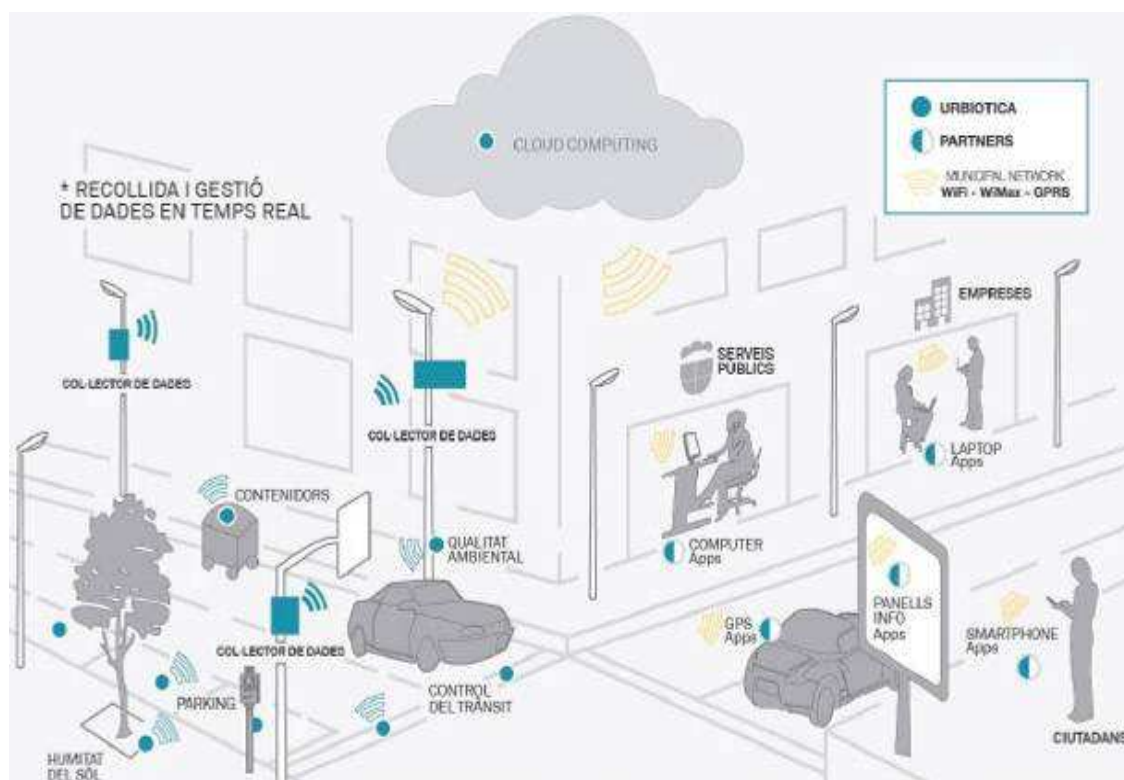 CLOUD COMPUTING
URBIOTICA
PARTNERS
MUNICIPAL NETWORK
WiFi - WiMax - GPRS
* RECOLLIDA I GESTIÓ
DE DADES EN TEMPS REAL
EMPRESES
SERVEIS
PÚBLICS
COL·LECTOR DE DADES
COL·LECTOR DE DADES
LAPTOP
Apps
CONTENIDORS
QUALITAT
AMBIENTAL
COMPUTER
Apps
PANELLS
INFO
Apps
GPS
Apps
SMARTPHONE
Apps
COL·LECTOR DE DADES
PARKING
CONTROL
DEL TRÀNSIT
CIUTADANS
HUMITAT
DEL SÒL